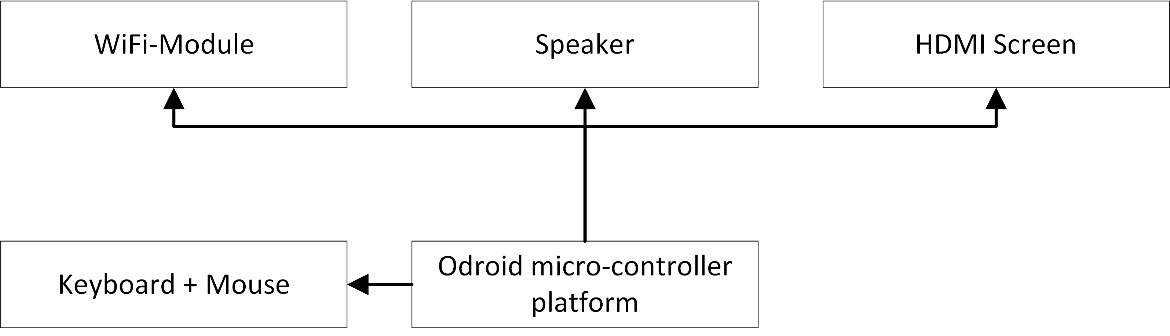 WiFi-Module
Speaker
HDMI Screen
Keyboard + Mouse
Odroid micro-controller
platform